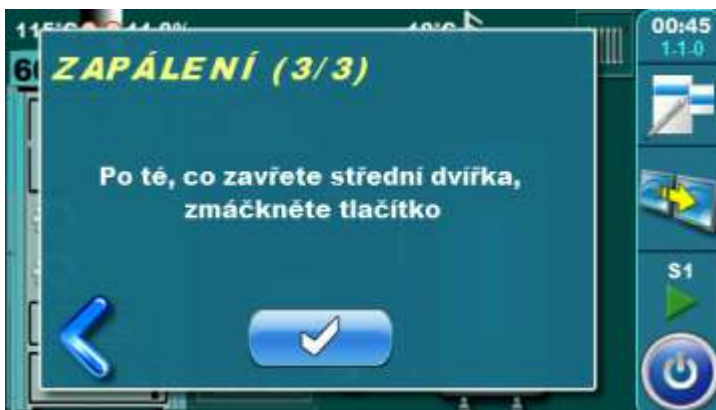 00:45
1-1-0
ZAPÁLENÍ (3/3)
Po té, co zavřete střední dvířka,
zmáčkněte tlačítko
S1